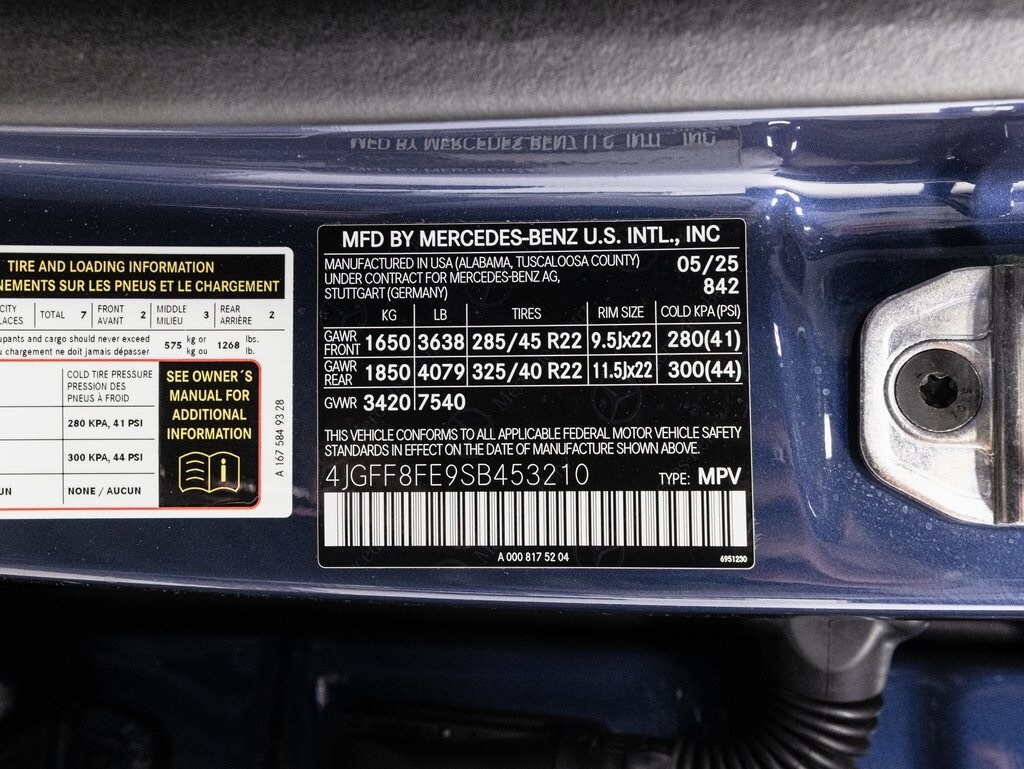 MFD BY MERCEDES-BENZ U.S. INTL., INC
TIRE AND LOADING INFORMATION
NEMENTS SUR LES PNEUS ET LE CHARGEMENT
CITY
LACES
TOTAL 7
FRONT
AVANT 2
MIDDLE
MILIEU 3
REAR
ARRIÈRE 2
upants and cargo should never exceed
u chargement ne doit jamais dépasser
575 kg or
kg ou
1268 lbs.
lb.
COLD TIRE PRESSURE
PRESSION DES
PNEUS À FROID
280 KPA, 41 PSI
300 KPA, 44 PSI
UN NONE / AUCUN
SEE OWNER´S
MANUAL FOR
ADDITIONAL
INFORMATION
A 167 584 93 28
MFD BY MERCEDES-BENZ U.S. INTL., INC
MANUFACTURED IN USA (ALABAMA, TUSCALOOSA COUNTY)
UNDER CONTRACT FOR MERCEDES-BENZ AG,
STUTTGART (GERMANY)
05/25
842
KG LB TIRES RIM SIZE COLD KPA(PSI)
GAWR
FRONT 1650 3638 285/45 R22 9.5Jx22 280(41)
GAWR
REAR 1850 4079 325/40 R22 11.5Jx22 300(44)
GVWR 3420 7540
THIS VEHICLE CONFORMS TO ALL APPLICABLE FEDERAL MOTOR VEHICLE SAFETY
STANDARDS IN EFFECT ON THE DATE OF MANUFACTURE SHOWN ABOVE.
4JGFF8FE9SB453210 TYPE: MPV
A 000 817 52 04
6951230